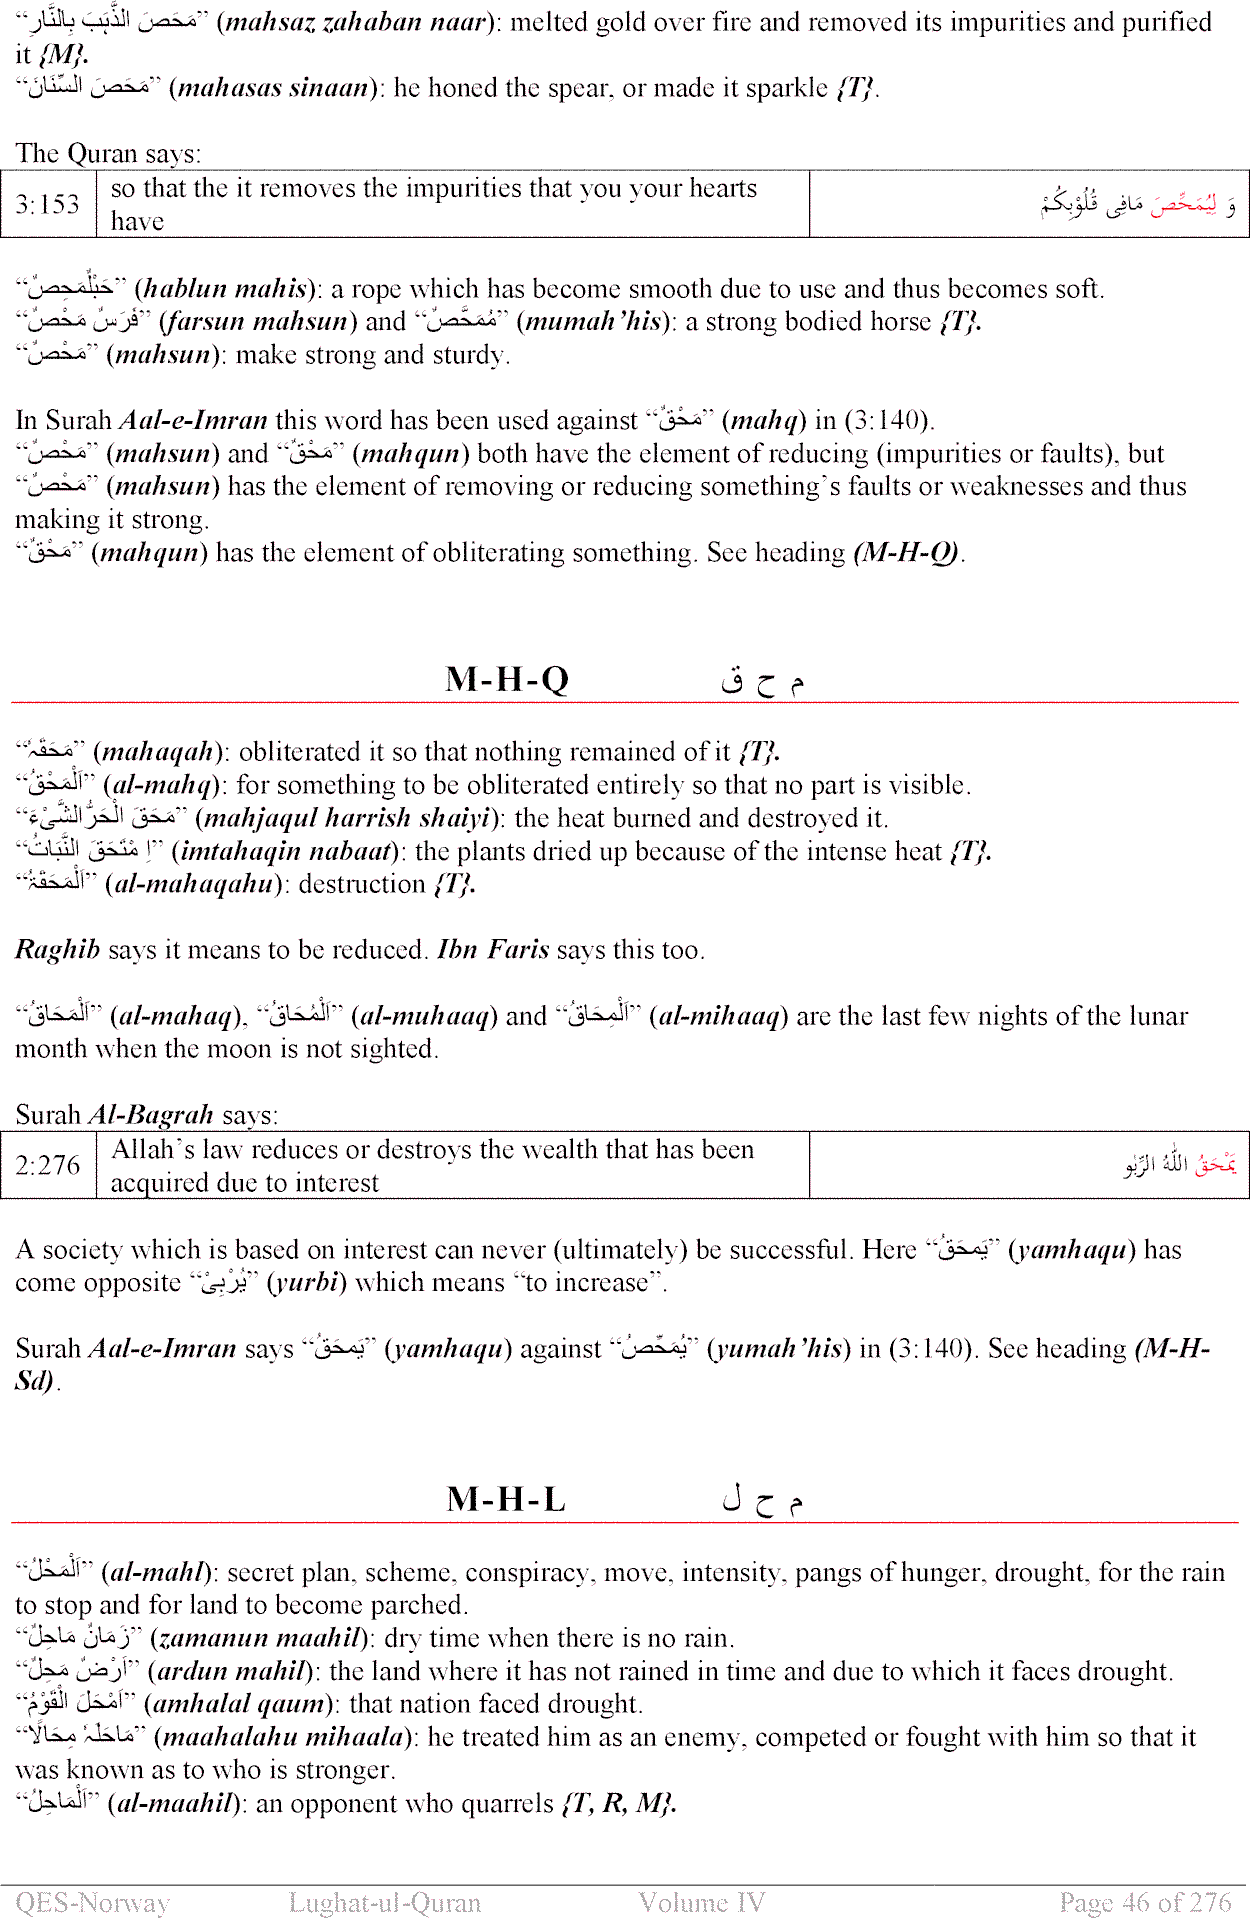 “مَحَصَ الذَّہَبَ بِالنَّارِ” (mahsaz zahaban naar): melted gold over fire and removed its impurities and purified
it {M}.
“مَحَصَ السِّنَانَ” (mahasas sinaan): he honed the spear, or made it sparkle {T}.
The Quran says:
3:153 so that the it removes the impurities that you your hearts have وَ لِيُمَحِّصَ مَافِی قُلُوْبِكُمْ
“حَبْلٌمَحِصٌ” (hablun mahis): a rope which has become smooth due to use and thus becomes soft.
“فَرَسٌ مَحْصٌ” (farsun mahsun) and “مُمَحَّصٌ” (mumah’his): a strong bodied horse {T}.
“مَحْصٌ” (mahsun): make strong and sturdy.
In Surah Aal-e-Imran this word has been used against “مَحْقٌ” (mahq) in (3:140).
“مَحْصٌ” (mahsun) and “مَحْقٌ” (mahqun) both have the element of reducing (impurities or faults), but
“مَحْصٌ” (mahsun) has the element of removing or reducing something’s faults or weaknesses and thus
making it strong.
“مَحْقٌ” (mahqun) has the element of obliterating something. See heading (M-H-Q).
M-H-Q م ح ق
“مَحَقَہٗ” (mahaqah): obliterated it so that nothing remained of it {T}.
“اَلْمَحْقُ” (al-mahq): for something to be obliterated entirely so that no part is visible.
“مَحَقَ الْحَرُّالشَّیْءَ” (mahjaqul harrish shaiyi): the heat burned and destroyed it.
“اِ مْتَحَقَ النَّبَاتُ” (imtahaqin nabaat): the plants dried up because of the intense heat {T}.
“اَلْمَحَقَۃُ” (al-mahaqahu): destruction {T}.
Raghib says it means to be reduced. Ibn Faris says this too.
“اَلْمَحَاقُ” (al-mahaq), “اَلْمُحَاقُ” (al-muhaaq) and “اَلْمِحَاقُ” (al-mihaaq) are the last few nights of the lunar
month when the moon is not sighted.
Surah Al-Bagrah says:
2:276 Allah’s law reduces or destroys the wealth that has been acquired due to interest يَمْحَقُ اللّٰهُ الرِّبٰو
A society which is based on interest can never (ultimately) be successful. Here “یَمحَقُ” (yamhaqu) has
come opposite “یُرْبِیْ” (yurbi) which means “to increase”.
Surah Aal-e-Imran says “یَمحَقُ” (yamhaqu) against “یُمَحِّصُ” (yumah’his) in (3:140). See heading (M-H-
Sd).
M-H-L م ح ل
“اَلْمَحْلُ” (al-mahl): secret plan, scheme, conspiracy, move, intensity, pangs of hunger, drought, for the rain
to stop and for land to become parched.
“زَمَانٌ مَاحِلٌ” (zamanun maahil): dry time when there is no rain.
“اَرْضٌ مَحِلٌ” (ardun mahil): the land where it has not rained in time and due to which it faces drought.
“اَمْحَلَ الْقَوْمُ” (amhalal qaum): that nation faced drought.
“مَاحَلَہٗ مِحَالًا” (maahalahu mihaala): he treated him as an enemy, competed or fought with him so that it
was known as to who is stronger.
“اَلْمَاحِلُ” (al-maahil): an opponent who quarrels {T, R, M}.
QES-Norway Lughat-ul-Quran Volume IV Page 46 of 276